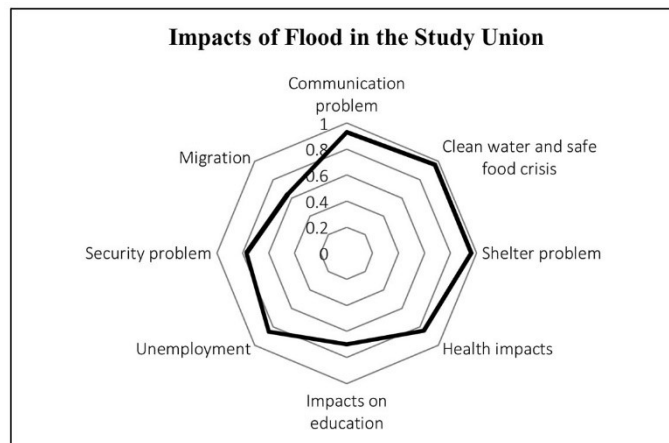 Impacts of Flood in the Study Union
Communication
problem
Clean water and safe
food crisis
Shelter problem
Health impacts
Impacts on
education
Unemployment
Security problem
Migration
1
0.8
0.6
0.4
0.2
0